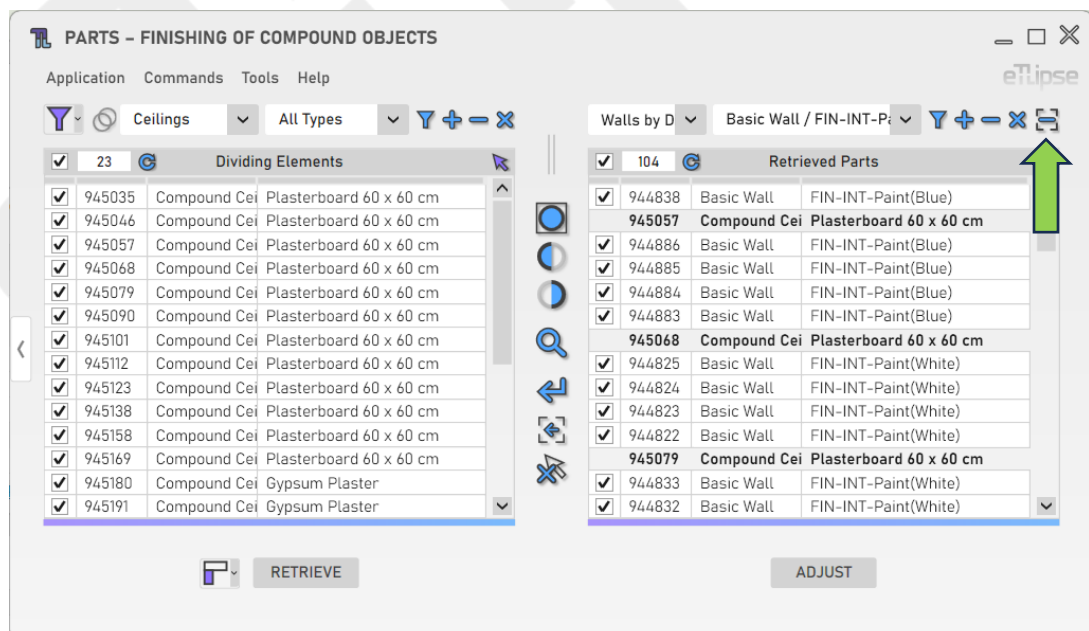 PARTS – FINISHING OF COMPOUND OBJECTS
Application Commands Tools Help
eTLipse
Ceilings
All Types
Walls by D
Basic Wall / FIN-INT-Pa
23 Dividing Elements
945035 Compound Cei Plasterboard 60 x 60 cm
945046 Compound Cei Plasterboard 60 x 60 cm
945057 Compound Cei Plasterboard 60 x 60 cm
945068 Compound Cei Plasterboard 60 x 60 cm
945079 Compound Cei Plasterboard 60 x 60 cm
945090 Compound Cei Plasterboard 60 x 60 cm
945101 Compound Cei Plasterboard 60 x 60 cm
945112 Compound Cei Plasterboard 60 x 60 cm
945123 Compound Cei Plasterboard 60 x 60 cm
945138 Compound Cei Plasterboard 60 x 60 cm
945158 Compound Cei Plasterboard 60 x 60 cm
945169 Compound Cei Plasterboard 60 x 60 cm
945180 Compound Cei Gypsum Plaster
945191 Compound Cei Gypsum Plaster
104 Retrieved Parts
944838 Basic Wall FIN-INT-Paint(Blue)
945057 Compound Cei Plasterboard 60 x 60 cm
944886 Basic Wall FIN-INT-Paint(Blue)
944885 Basic Wall FIN-INT-Paint(Blue)
944884 Basic Wall FIN-INT-Paint(Blue)
944883 Basic Wall FIN-INT-Paint(Blue)
945068 Compound Cei Plasterboard 60 x 60 cm
944825 Basic Wall FIN-INT-Paint(White)
944824 Basic Wall FIN-INT-Paint(White)
944823 Basic Wall FIN-INT-Paint(White)
944822 Basic Wall FIN-INT-Paint(White)
945079 Compound Cei Plasterboard 60 x 60 cm
944833 Basic Wall FIN-INT-Paint(White)
944832 Basic Wall FIN-INT-Paint(White)
RETRIEVE
ADJUST